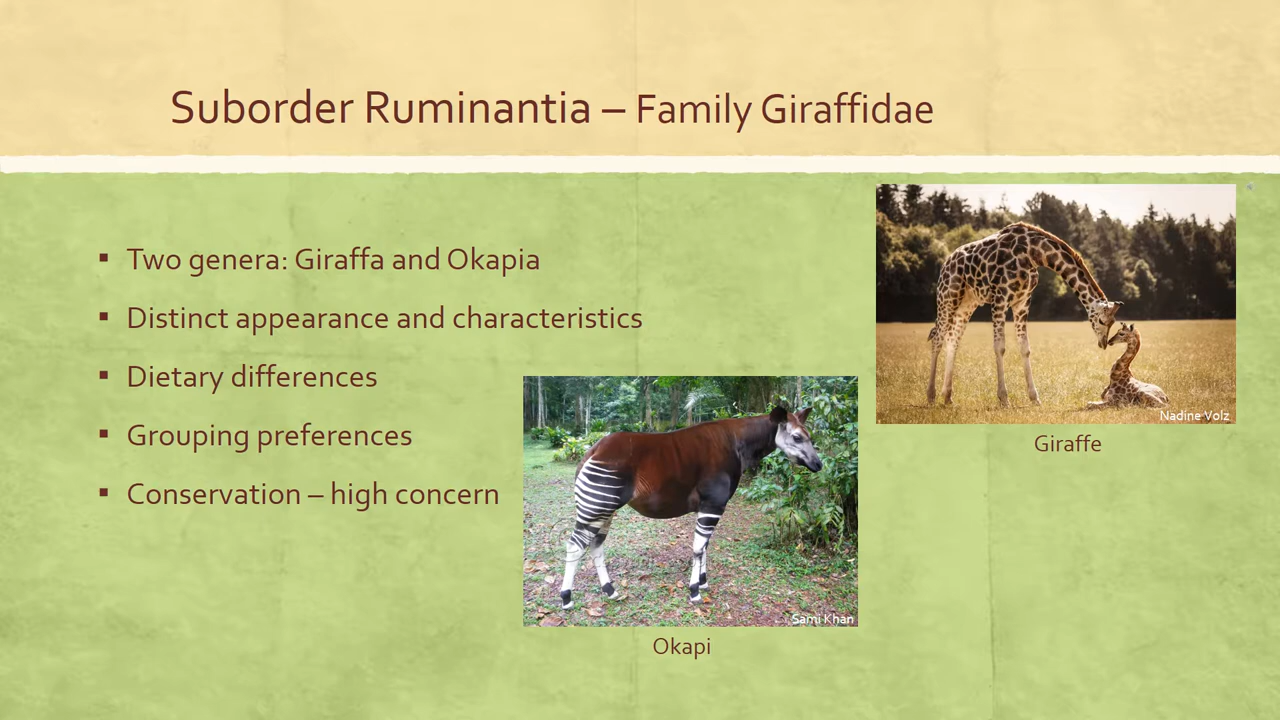 Suborder Ruminantia – Family Giraffidae
▪ Two genera: Giraffa and Okapia
▪ Distinct appearance and characteristics
▪ Dietary differences
▪ Grouping preferences
▪ Conservation – high concern
Nadine Volz
Giraffe
Sami Khan
Okapi